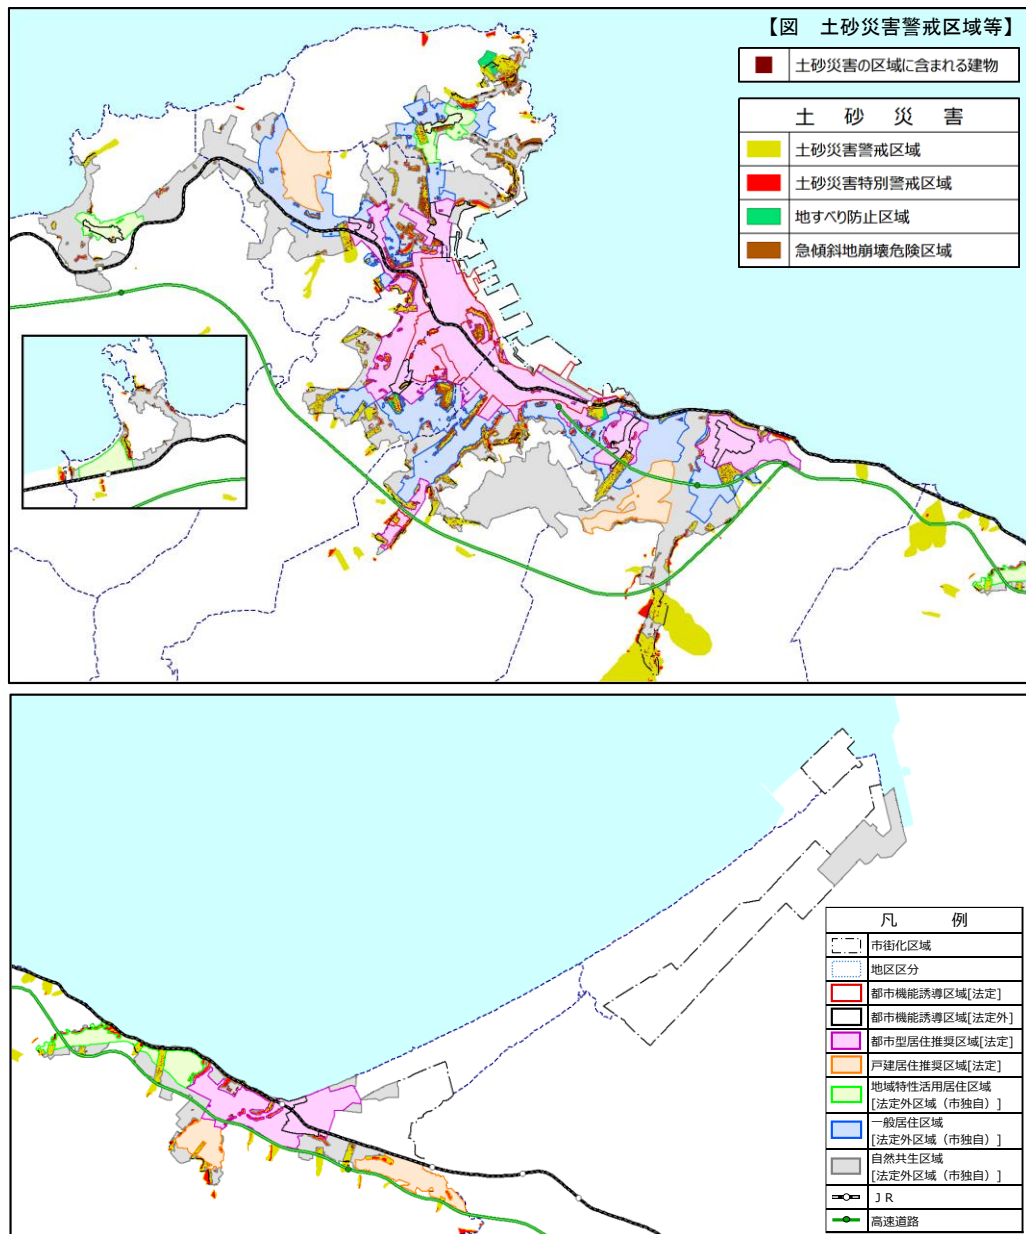 【図 土砂災害警戒区域等】
土砂災害の区域に含まれる建物
土 砂 災 害
土砂災害警戒区域
土砂災害特別警戒区域
地すべり防止区域
急傾斜地崩壊危険区域
凡 例
市街化区域
地区区分
都市機能誘導区域[法定]
都市機能誘導区域[法定外]
都市型居住推奨区域[法定]
戸建居住推奨区域[法定]
地域特性活用居住区域
[法定外区域（市独自）]
一般居住区域
[法定外区域（市独自）]
自然共生区域
[法定外区域（市独自）]
ＪＲ
高速道路